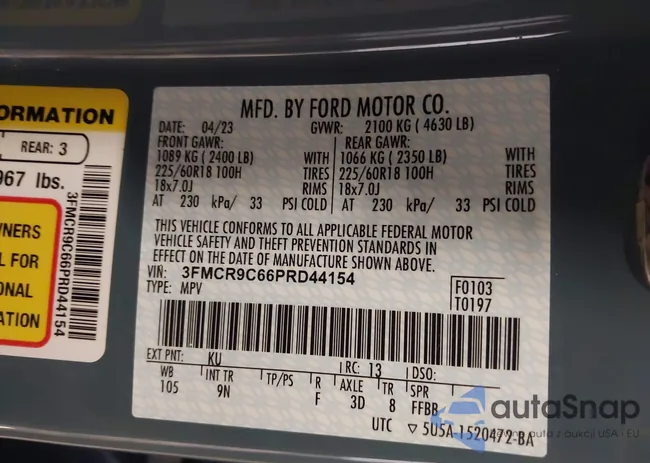 ORMATION
REAR: 3
967 lbs.
WNERS
L FOR
ONAL
ATION
3FMCR9C66PRD44154
MFD. BY FORD MOTOR CO.
DATE: 04/23 GVWR: 2100 KG ( 4630 LB)
FRONT GAWR: REAR GAWR:
1089 KG ( 2400 LB) WITH 1066 KG ( 2350 LB) WITH
225/60R18 100H TIRES 225/60R18 100H TIRES
18x7.0J RIMS 18x7.0J RIMS
AT 230 kPa/ 33 PSI COLD AT 230 kPa/ 33 PSI COLD
THIS VEHICLE CONFORMS TO ALL APPLICABLE FEDERAL MOTOR
VEHICLE SAFETY AND THEFT PREVENTION STANDARDS IN
EFFECT ON THE DATE OF MANUFACTURE SHOWN ABOVE.
VIN: 3FMCR9C66PRD44154 F0103
TYPE: MPV T0197
EXT PNT: KU RC: 13 DSO:
WB INT TR TP/PS R AXLE TR SPR
105 9N F 3D 8 FFBB
UTC ▽ 5U5A-1520472-BA
autoSnap
auta z aukcji USA i EU